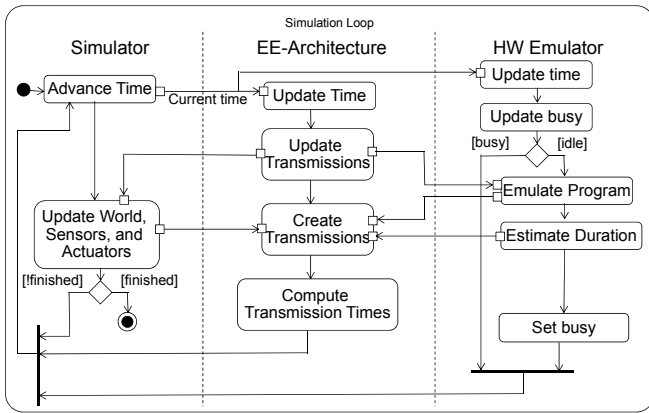 Simulation Loop
Simulator
EE-Architecture
HW Emulator
Advance Time
Current time
Update Time
Update time
Update busy
[busy]
[idle]
Update
Transmissions
Emulate Program
Update World,
Sensors, and
Actuators
Create
Transmissions
Estimate Duration
[!finished]
[finished]
Compute
Transmission Times
Set busy